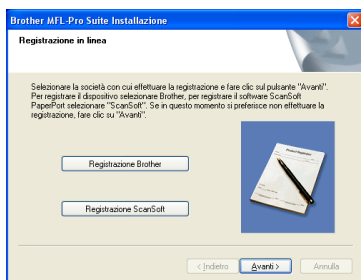 Brother MFL-Pro Suite Installazione
Registrazione in linea
Selezionare la società con cui effettuare la registrazione e fare clic sul pulsante "Avanti".
Per registrare il dispositivo selezionare Brother, per registrare il software ScanSoft
PaperPort selezionare "ScanSoft". Se in questo momento si preferisce non effettuare la
registrazione, fare clic su "Avanti".
Registrazione Brother
Registrazione ScanSoft
< Indietro
Avanti >
Annulla